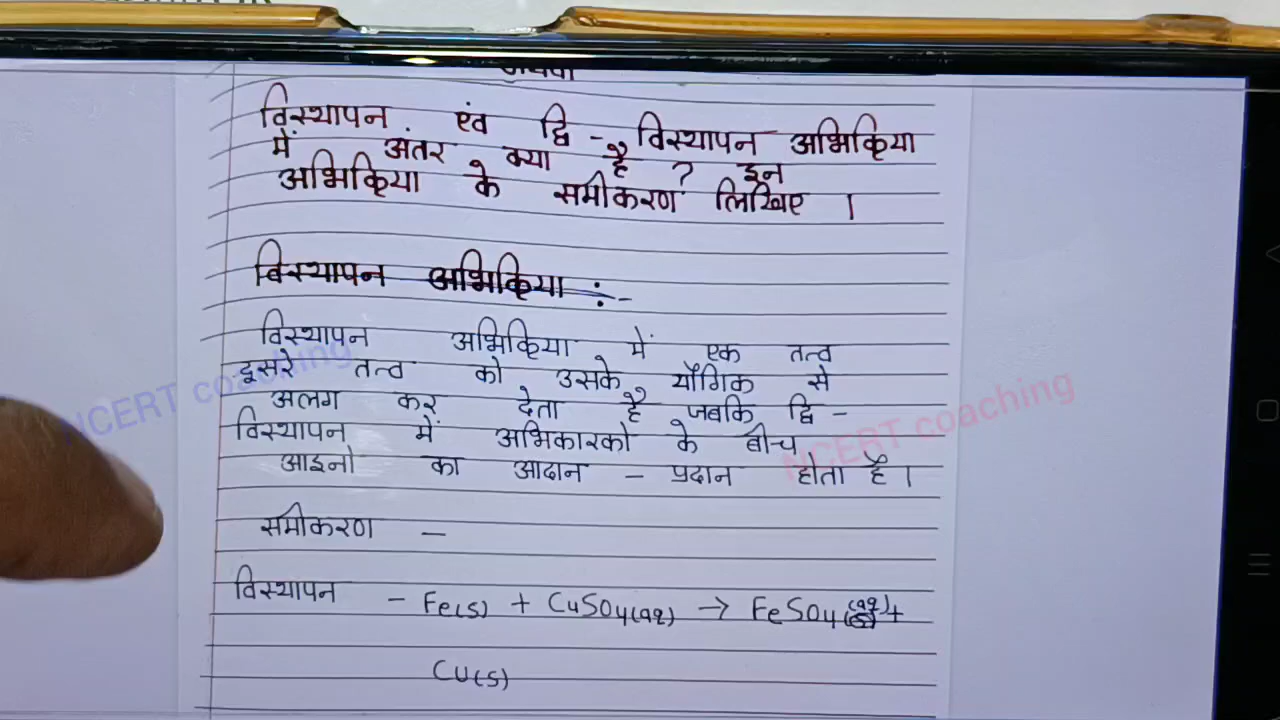 अथवा
विस्थापन एंव द्वि - विस्थापन अभिक्रिया
में अंतर क्या है ? इन
अभिक्रिया के समीकरण लिखिए ।
विस्थापन अभिक्रिया :-
विस्थापन अभिक्रिया में एक तत्व
दूसरे तत्व को उसके यौगिक से
अलग कर देता है जबकि द्वि -
विस्थापन में अभिकारको के बीच
आइनो का आदान - प्रदान होता है ।
समीकरण -
विस्थापन - Fe(s) + CuSO4(aq) → FeSO4(aq) +
Cu(s)
NCERT coaching
NCERT coaching